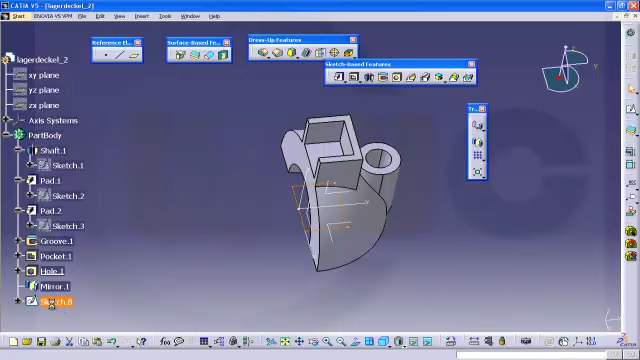 CATIA V5 - [lagerdeckel_2]
Start
ENOVIA V5 VPM
File
Edit
View
Insert
Tools
Window
Help
Reference El...
Surface-Based Fe...
Dress-Up Features
Sketch-Based Features
Tr...
lagerdeckel_2
xy plane
yz plane
zx plane
Axis Systems
PartBody
Shaft.1
Sketch.1
Pad.1
Sketch.2
Pad.2
Sketch.3
Groove.1
Pocket.1
Hole.1
Mirror.1
Sketch.8
Y
f(x)
CATIA